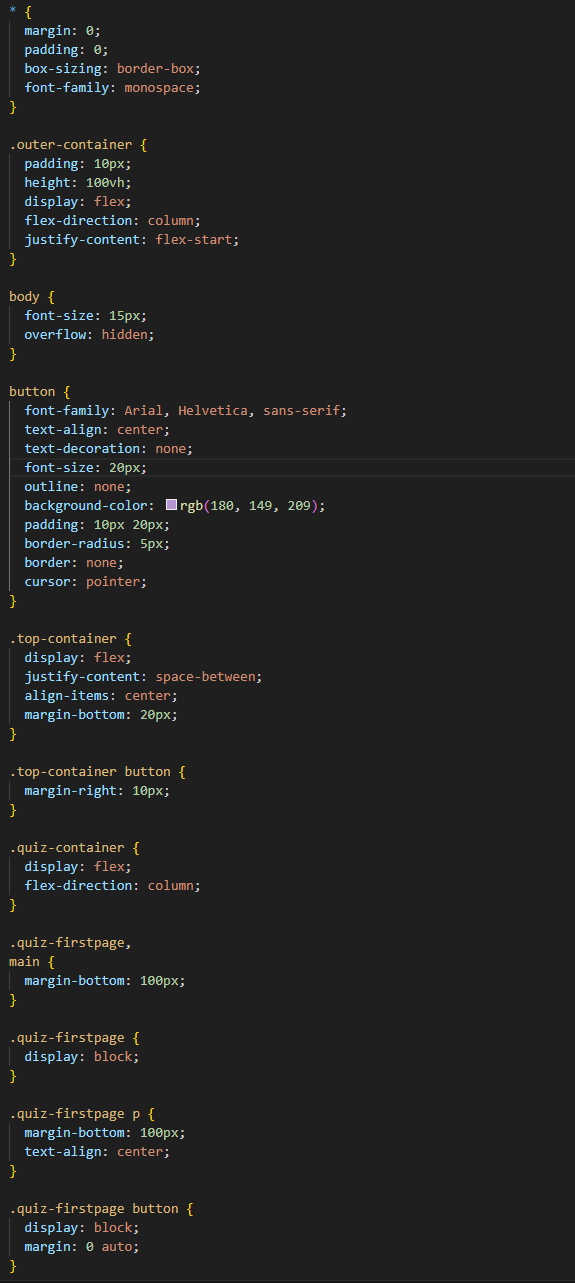 * {
  margin: 0;
  padding: 0;
  box-sizing: border-box;
  font-family: monospace;
}

.outer-container {
  padding: 10px;
  height: 100vh;
  display: flex;
  flex-direction: column;
  justify-content: flex-start;
}

body {
  font-size: 15px;
  overflow: hidden;
}

button {
  font-family: Arial, Helvetica, sans-serif;
  text-align: center;
  text-decoration: none;
  font-size: 20px;
  outline: none;
  background-color: rgb(180, 149, 209);
  padding: 10px 20px;
  border-radius: 5px;
  border: none;
  cursor: pointer;
}

.top-container {
  display: flex;
  justify-content: space-between;
  align-items: center;
  margin-bottom: 20px;
}

.top-container button {
  margin-right: 10px;
}

.quiz-container {
  display: flex;
  flex-direction: column;
}

.quiz-firstpage,
main {
  margin-bottom: 100px;
}

.quiz-firstpage {
  display: block;
}

.quiz-firstpage p {
  margin-bottom: 100px;
  text-align: center;
}

.quiz-firstpage button {
  display: block;
  margin: 0 auto;
}